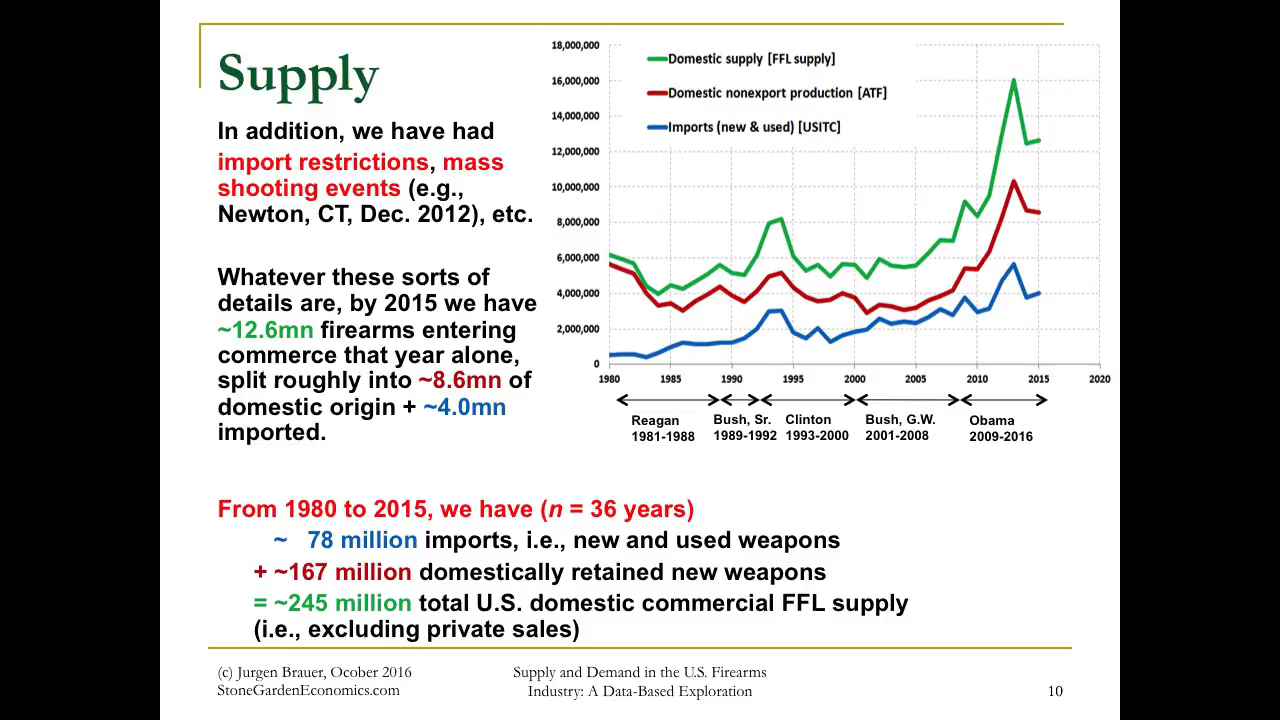 Supply
In addition, we have had
import restrictions, mass
shooting events (e.g.,
Newton, CT, Dec. 2012), etc.
Whatever these sorts of
details are, by 2015 we have
~12.6mn firearms entering
commerce that year alone,
split roughly into ~8.6mn of
domestic origin + ~4.0mn
imported.
18,000,000
16,000,000
14,000,000
12,000,000
10,000,000
8,000,000
6,000,000
4,000,000
2,000,000
0
Domestic supply [FFL supply]
Domestic nonexport production [ATF]
Imports (new & used) [USITC]
1980 1985 1990 1995 2000 2005 2010 2015 2020
Reagan Bush, Sr. Clinton Bush, G.W. Obama
1981-1988 1989-1992 1993-2000 2001-2008 2009-2016
From 1980 to 2015, we have (n = 36 years)
~ 78 million imports, i.e., new and used weapons
+ ~167 million domestically retained new weapons
= ~245 million total U.S. domestic commercial FFL supply
(i.e., excluding private sales)
(c) Jurgen Brauer, Ocober 2016
StoneGardenEconomics.com
Supply and Demand in the U.S. Firearms
Industry: A Data-Based Exploration
10